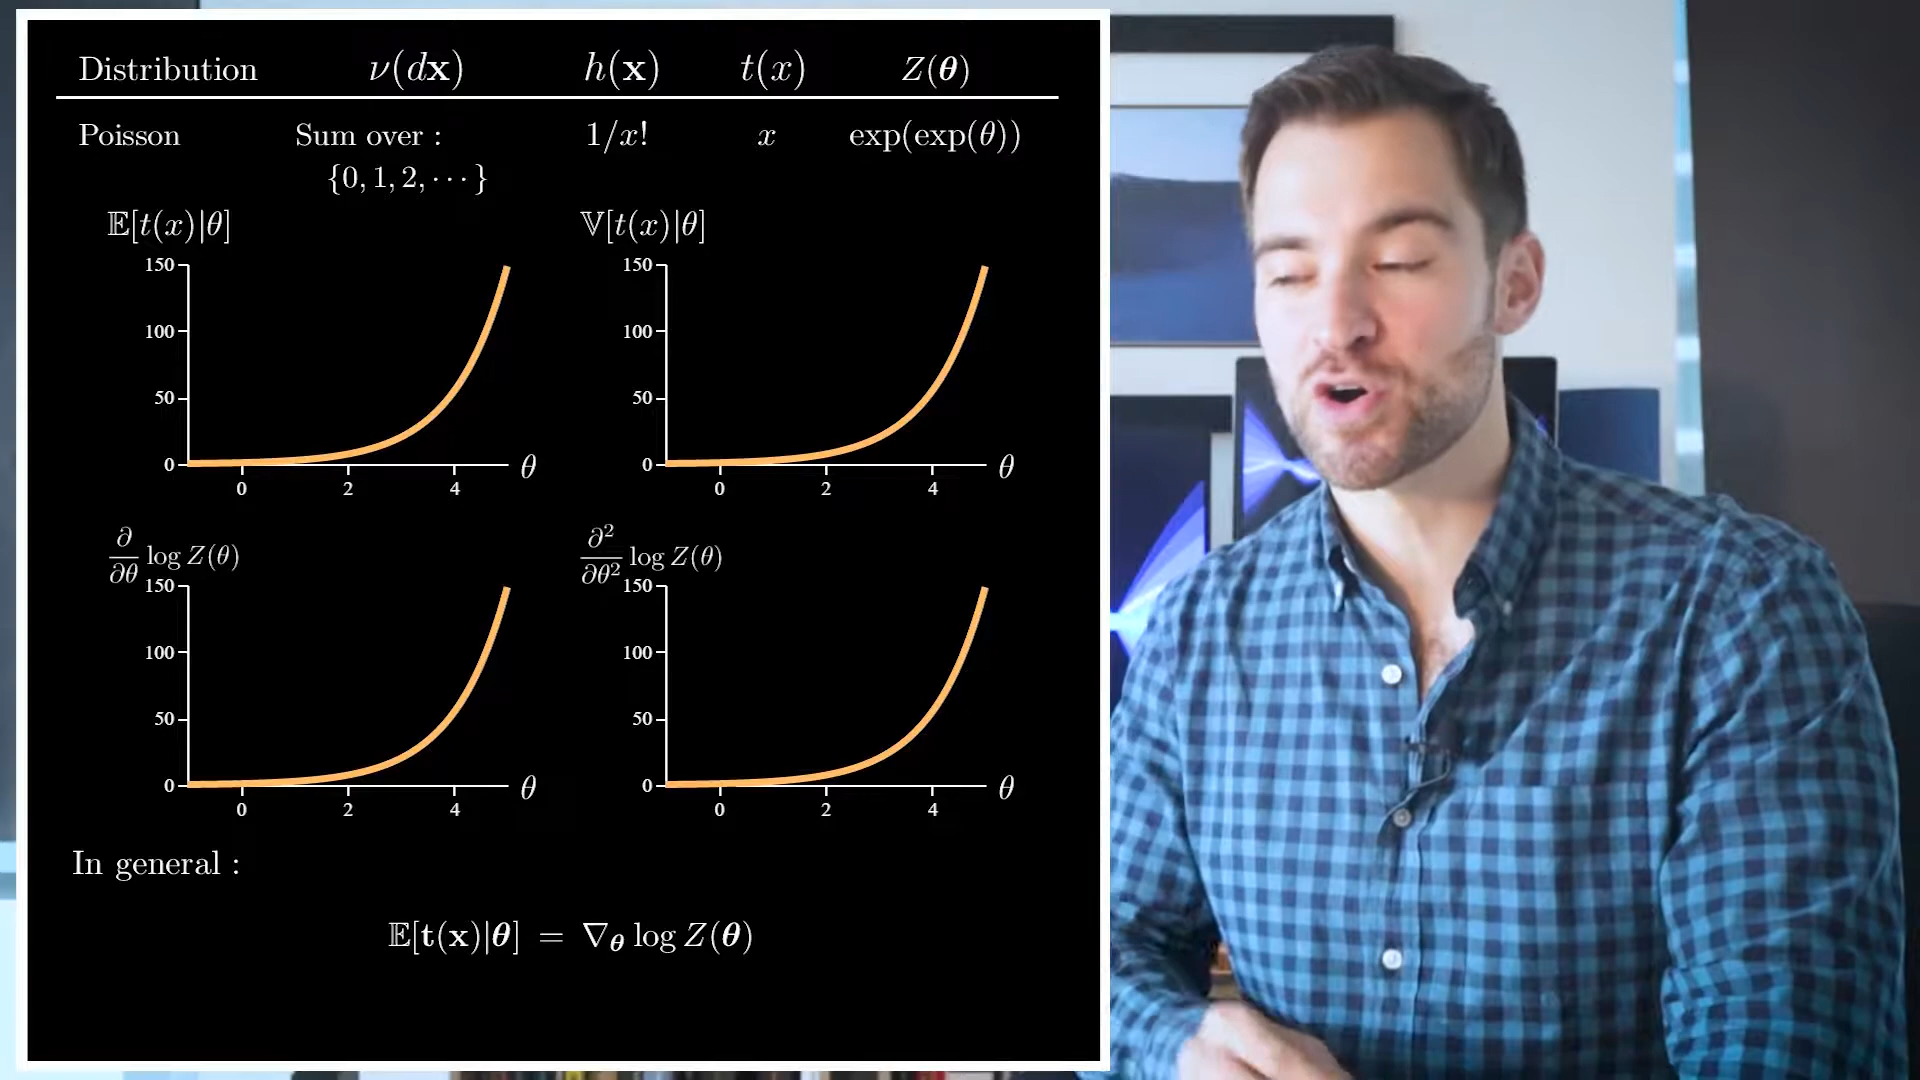 Distribution ν(dx) h(x) t(x) Z(θ)
Poisson Sum over : 1/x! x exp(exp(θ))
{0, 1, 2, ⋯ }
𝔼[t(x)|θ] 𝕍[t(x)|θ]
150 150
100 100
50 50
0 θ 0 θ
0 2 4 0 2 4
∂/∂θ log Z(θ) ∂²/∂θ² log Z(θ)
150 150
100 100
50 50
0 θ 0 θ
0 2 4 0 2 4
In general :
𝔼[t(x)|θ] = ∇θ log Z(θ)